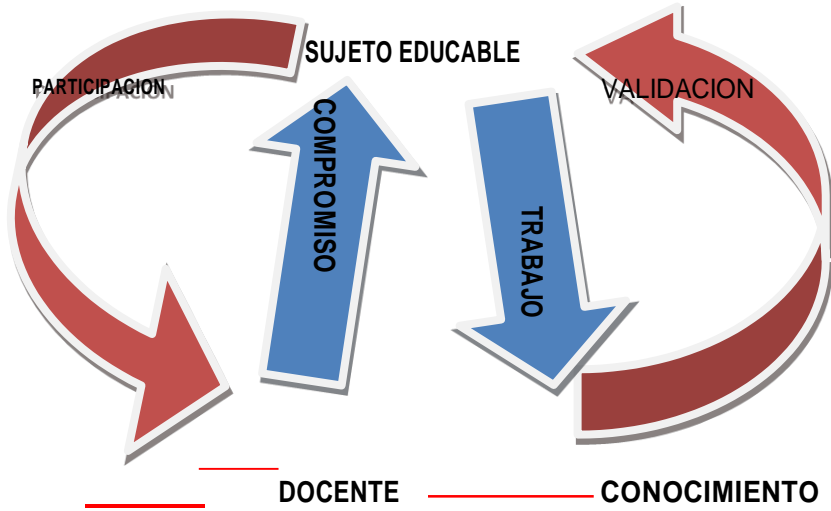 SUJETO EDUCABLE
PARTICIPACION
VALIDACION
COMPROMISO
TRABAJO
DOCENTE
CONOCIMIENTO